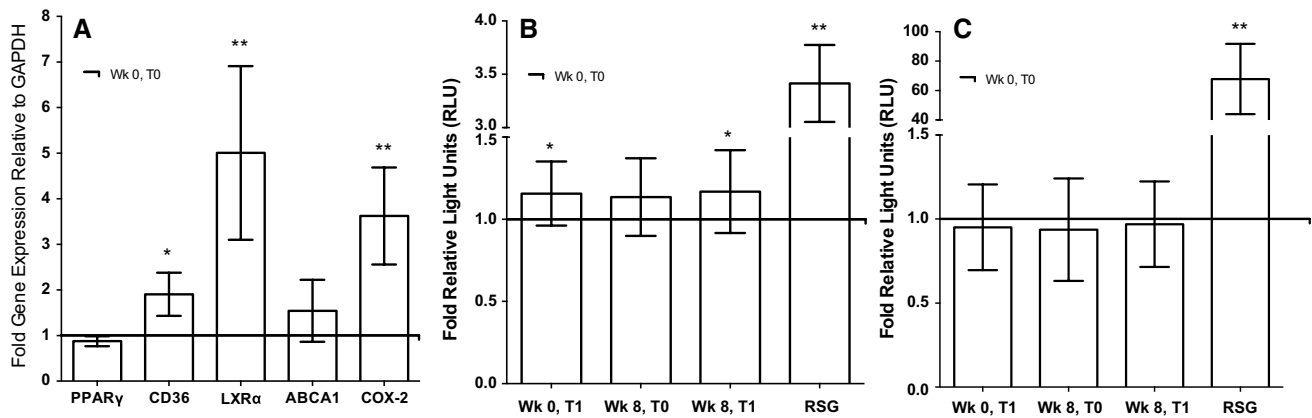 A
Fold Gene Expression Relative to GAPDH
8
7
6
5
4
3
2
1
0
Wk 0, T0
*
**
**
PPARγ CD36 LXRα ABCA1 COX-2
B
Fold Relative Light Units (RLU)
4.0
3.5
3.0
1.5
1.0
0.5
0.0
Wk 0, T0
*
*
**
Wk 0, T1 Wk 8, T0 Wk 8, T1 RSG
C
Fold Relative Light Units (RLU)
100
80
60
40
1.5
1.0
0.5
0.0
Wk 0, T0
**
Wk 0, T1 Wk 8, T0 Wk 8, T1 RSG